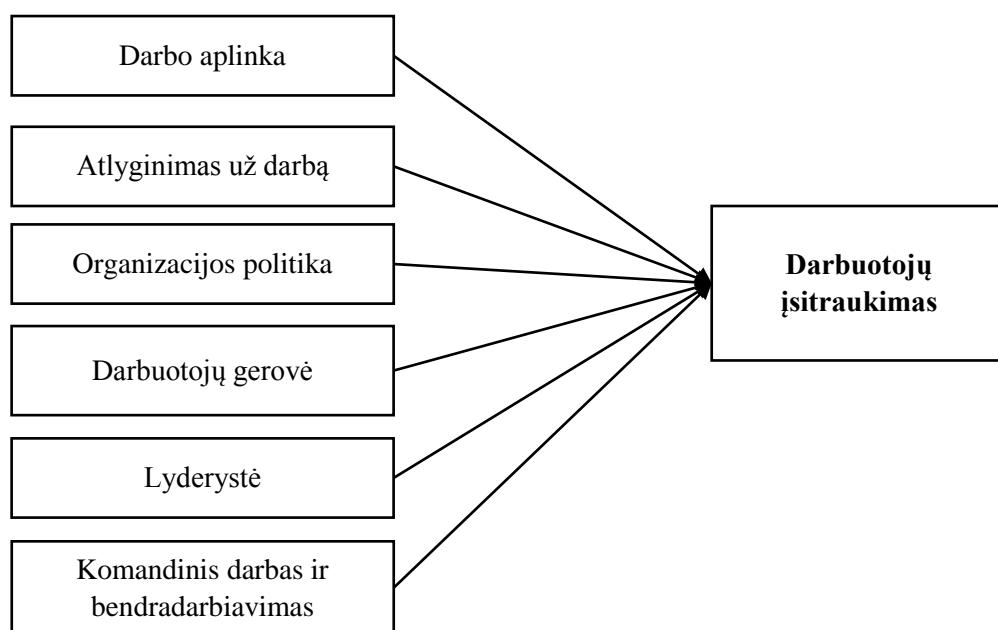 Darbo aplinka
Atlyginimas už darbą
Organizacijos politika
Darbuotojų gerovė
Lyderystė
Komandinis darbas ir
bendradarbiavimas
Darbuotojų
įsitraukimas